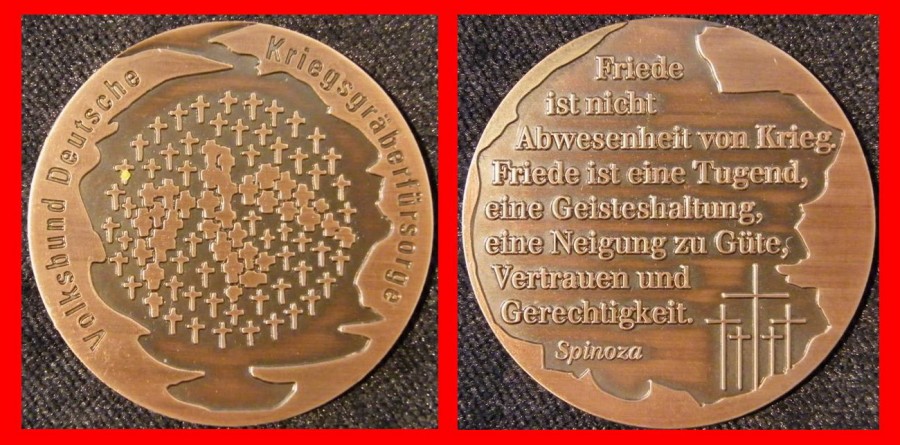 Volksbund Deutsche
Kriegsgräberfürsorge
Friede
ist nicht
Abwesenheit von Krieg.
Friede ist eine Tugend,
eine Geisteshaltung,
eine Neigung zu Güte,
Vertrauen und
Gerechtigkeit.
Spinoza